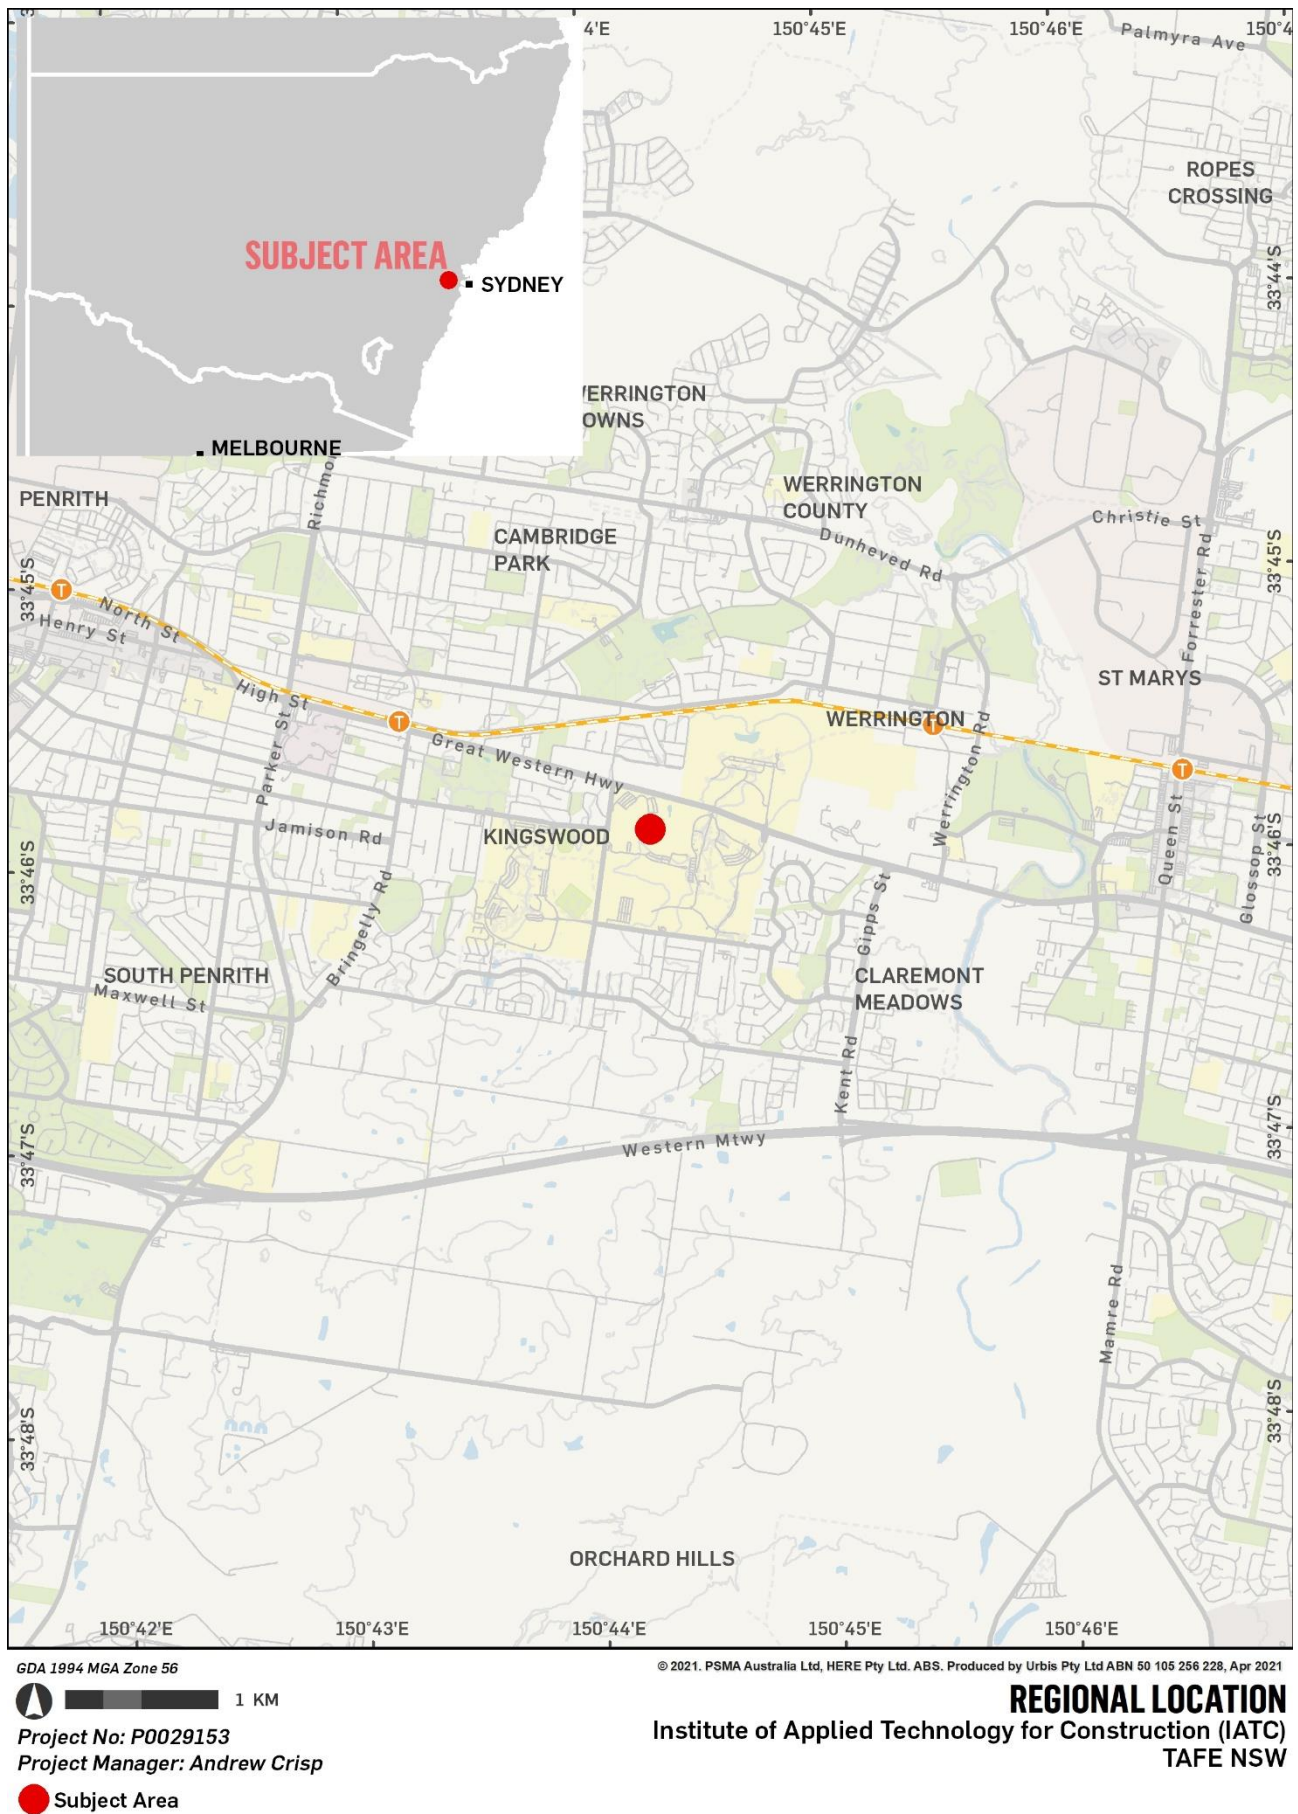 4'E
150°45'E
150°46'E
150°4
Palmyra Ave
ROPES
CROSSING
SUBJECT AREA
SYDNEY
33°44'S
ERRINGTON
OWNS
MELBOURNE
Richmo
PENRITH
WERRINGTON
COUNTY
CAMBRIDGE
PARK
Christie St
Dunheved Rd
Forrester Rd
33°45'S
33°45'S
T
North St
Henry St
ST MARYS
High St
Parker St
T
WERRINGTON
T
Werrington Rd
Great Western Hwy
T
Queen St
Glossop St
33°46'S
33°46'S
Jamison Rd
KINGSWOOD
Bringelly Rd
Gipps St
SOUTH PENRITH
Maxwell St
CLAREMONT
MEADOWS
Kent Rd
33°47'S
33°47'S
Western Mtwy
Mamre Rd
33°48'S
33°48'S
ORCHARD HILLS
150°42'E
150°43'E
150°44'E
150°45'E
150°46'E
GDA 1994 MGA Zone 56
© 2021. PSMA Australia Ltd, HERE Pty Ltd. ABS. Produced by Urbis Pty Ltd ABN 50 105 256 228, Apr 2021
1 KM
REGIONAL LOCATION
Institute of Applied Technology for Construction (IATC)
TAFE NSW
Project No: P0029153
Project Manager: Andrew Crisp
Subject Area